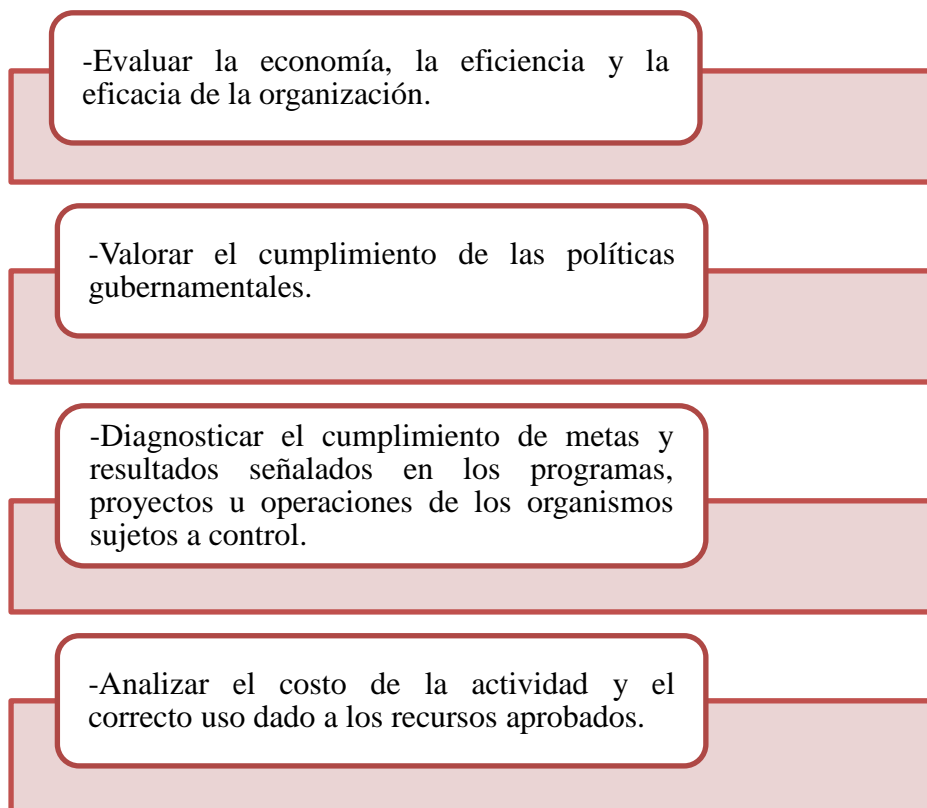 -Evaluar la economía, la eficiencia y la
eficacia de la organización.
-Valorar el cumplimiento de las políticas
gubernamentales.
-Diagnosticar el cumplimiento de metas y
resultados señalados en los programas,
proyectos u operaciones de los organismos
sujetos a control.
-Analizar el costo de la actividad y el
correcto uso dado a los recursos aprobados.